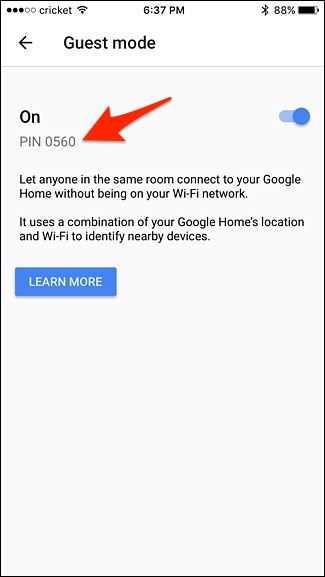 cricket 6:37 PM 88%
Guest mode
On
PIN 0560
Let anyone in the same room connect to your Google
Home without being on your Wi-Fi network.
It uses a combination of your Google Home's location
and Wi-Fi to identify nearby devices.
LEARN MORE